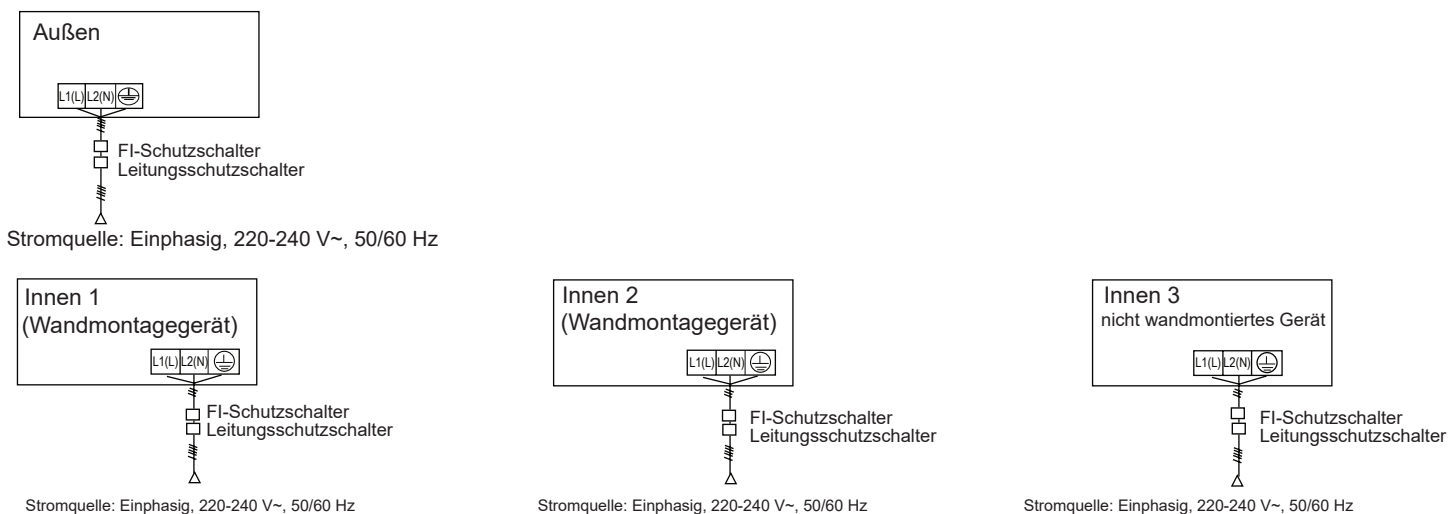 Außen
L1(L) L2(N)
FI-Schutzschalter
Leitungsschutzschalter
Stromquelle: Einphasig, 220-240 V~, 50/60 Hz
Innen 1
(Wandmontagegerät)
L1(L) L2(N)
FI-Schutzschalter
Leitungsschutzschalter
Stromquelle: Einphasig, 220-240 V~, 50/60 Hz
Innen 2
(Wandmontagegerät)
L1(L) L2(N)
FI-Schutzschalter
Leitungsschutzschalter
Stromquelle: Einphasig, 220-240 V~, 50/60 Hz
Innen 3
nicht wandmontiertes Gerät
L1(L) L2(N)
FI-Schutzschalter
Leitungsschutzschalter
Stromquelle: Einphasig, 220-240 V~, 50/60 Hz